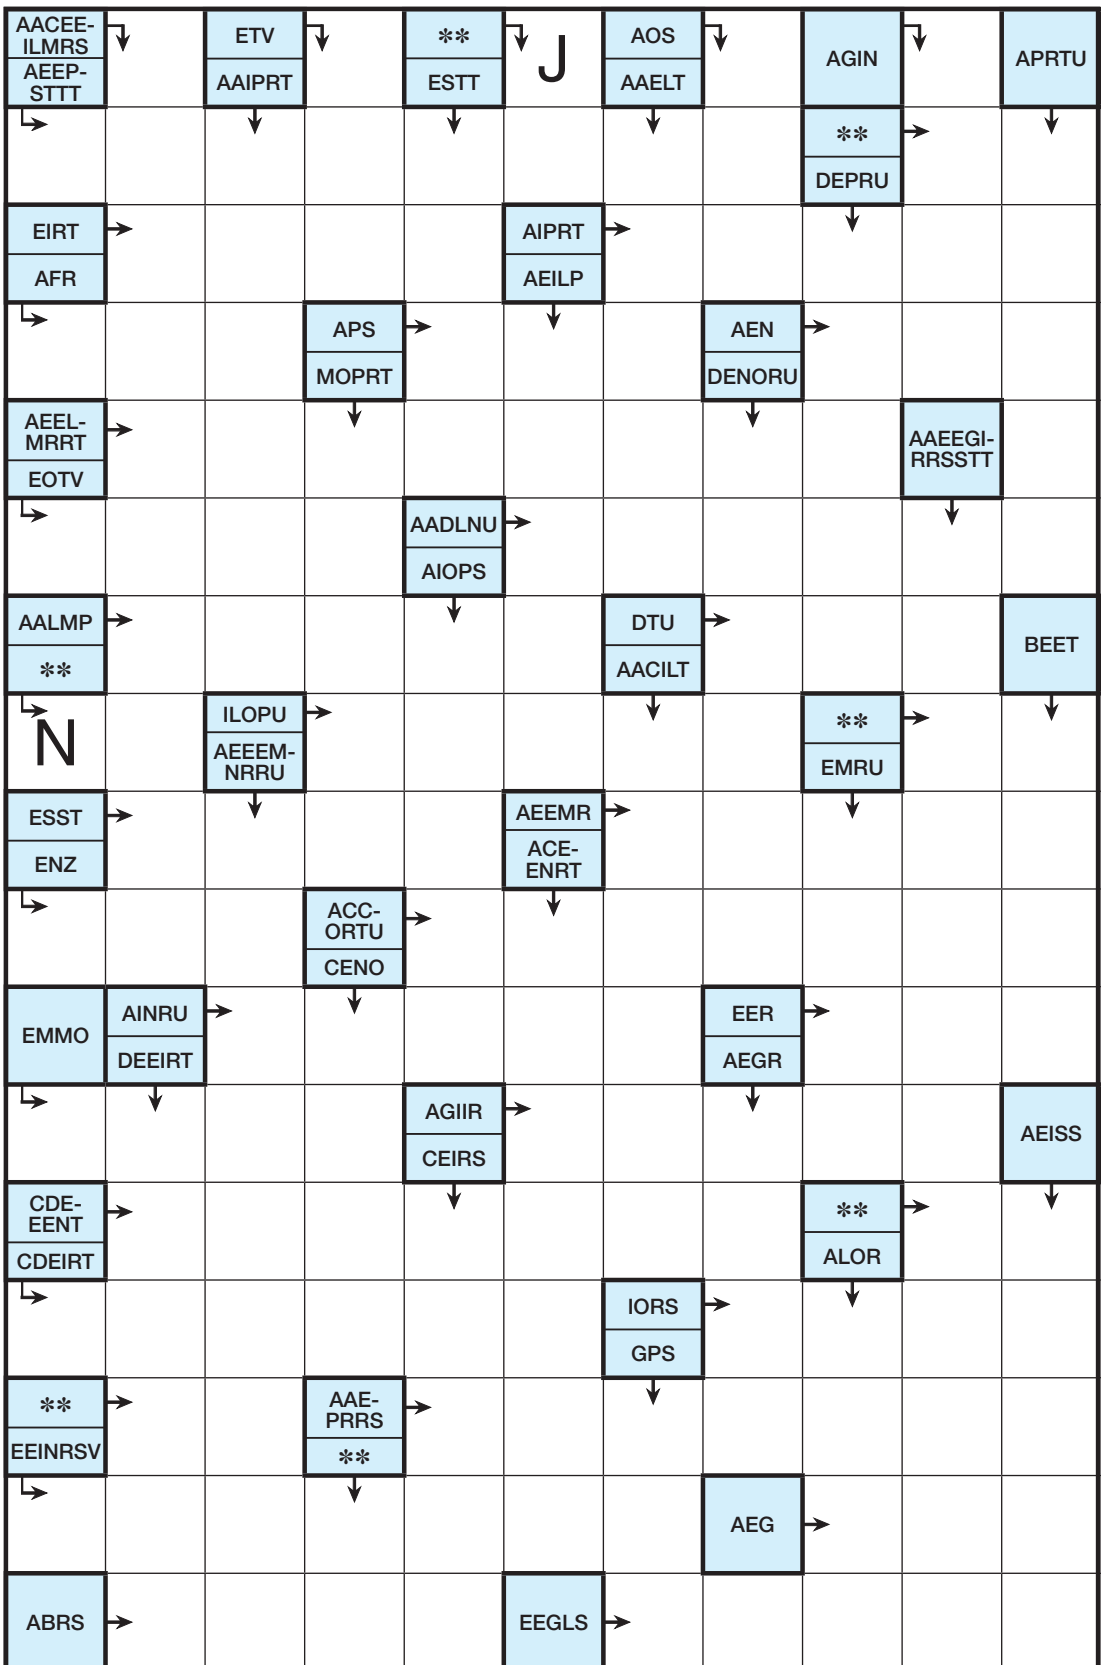 AACEE-
ILMRS
AEEP-
STTT
ETV
AAIPRT
**
ESTT
J
AOS
AAELT
AGIN
APRTU
**
DEPRU
EIRT
AFR
AIPRT
AEILP
APS
MOPRT
AEN
DENORU
AEEL-
MRRT
EOTV
AAEEGI-
RRSSTT
AADLNU
AIOPS
AALMP
**
DTU
AACILT
BEET
N
ILOPU
AEEEM-
NRRU
**
EMRU
ESST
ENZ
AEEMR
ACE-
ENRT
ACC-
ORTU
CENO
EMMO
AINRU
DEEIRT
EER
AEGR
AGIIR
CEIRS
AEISS
CDE-
EENT
CDEIRT
**
ALOR
IORS
GPS
**
EEINRSV
AAE-
PRRS
**
AEG
ABRS
EEGLS